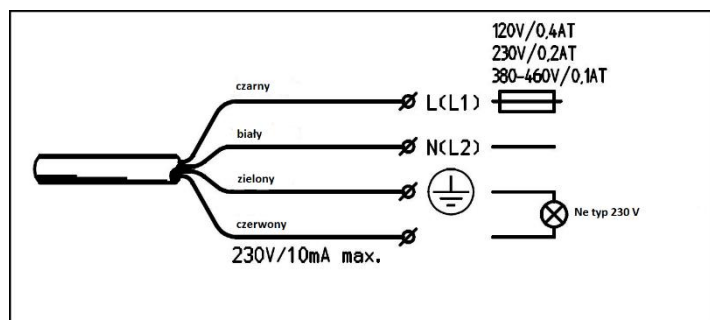 120V/0,4AT
230V/0,2AT
380-460V/0,1AT
czarny
L(L1)
biały
N(L2)
zielony
Ne typ 230 V
czerwony
230V/10mA max.